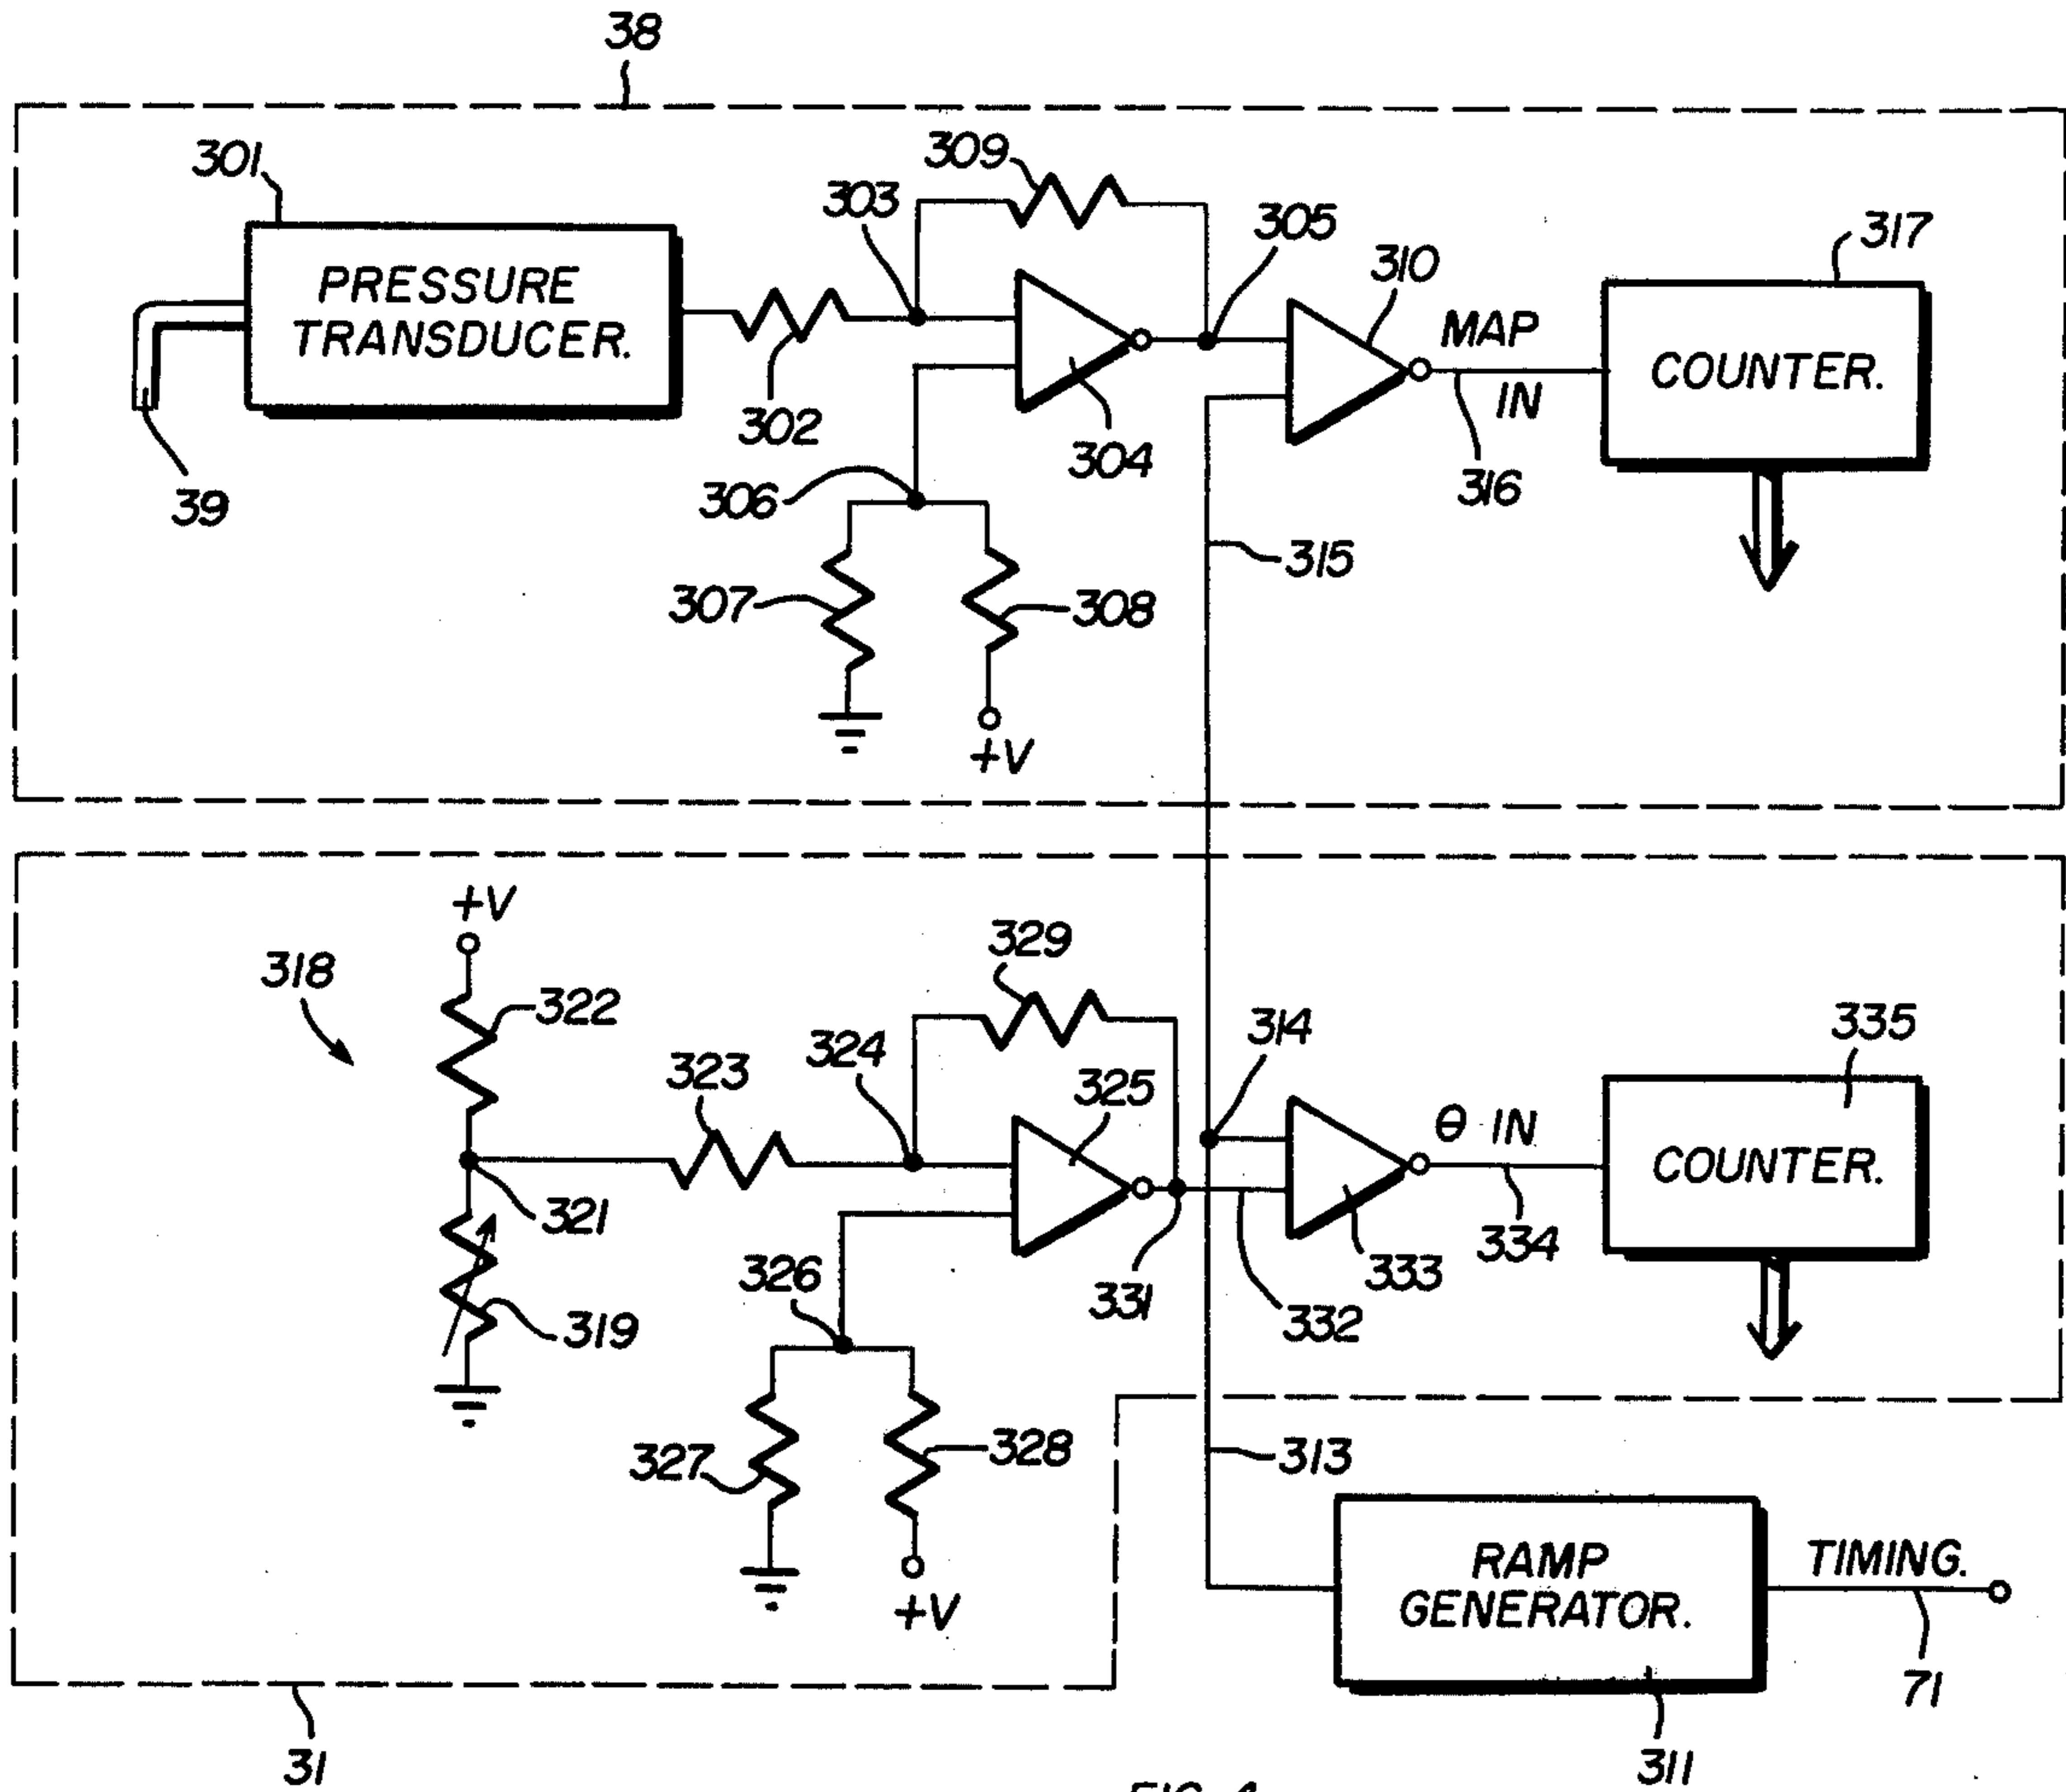 38
301
PRESSURE
TRANSDUCER.
39
302
303
309
304
305
306
307
308
+V
310
MAP
IN
316
317
COUNTER.
315
318
+V
322
321
319
323
324
329
325
326
327
328
+V
331
332
314
333
θ IN
334
335
COUNTER.
313
RAMP
GENERATOR.
TIMING.
71
311
31